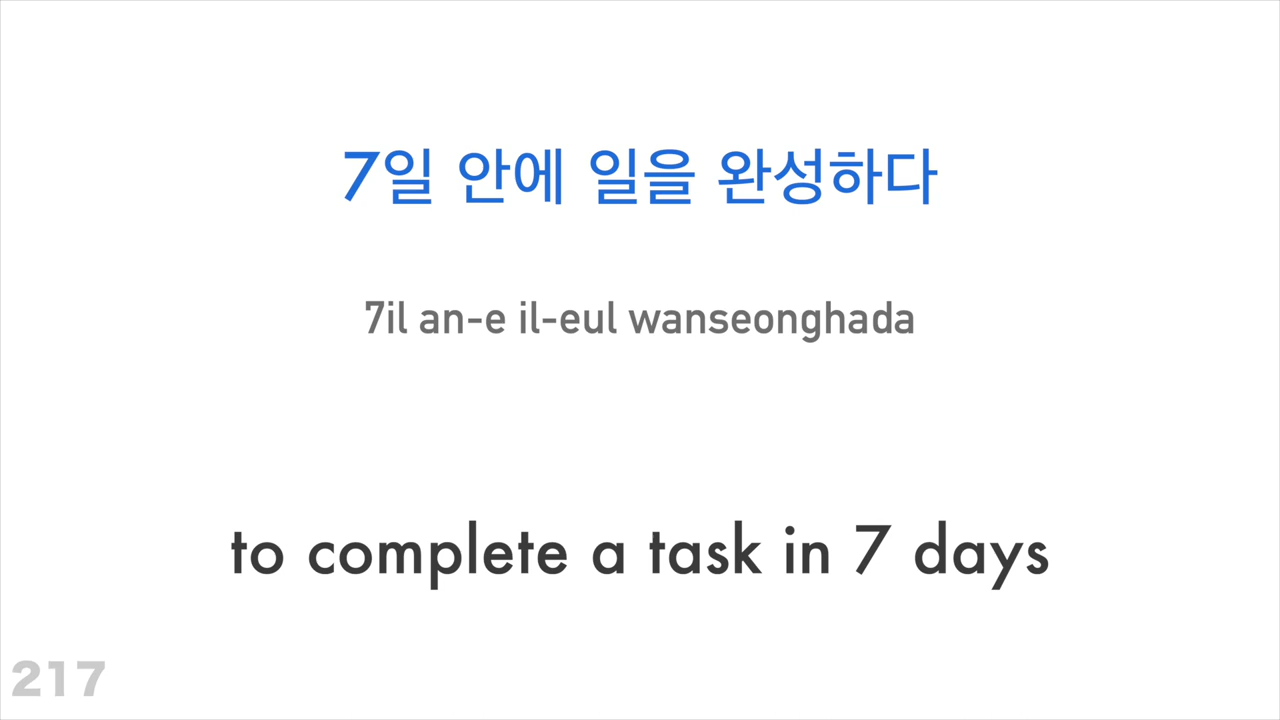 7일 안에 일을 완성하다
7il an-e il-eul wanseonghada
to complete a task in 7 days
217